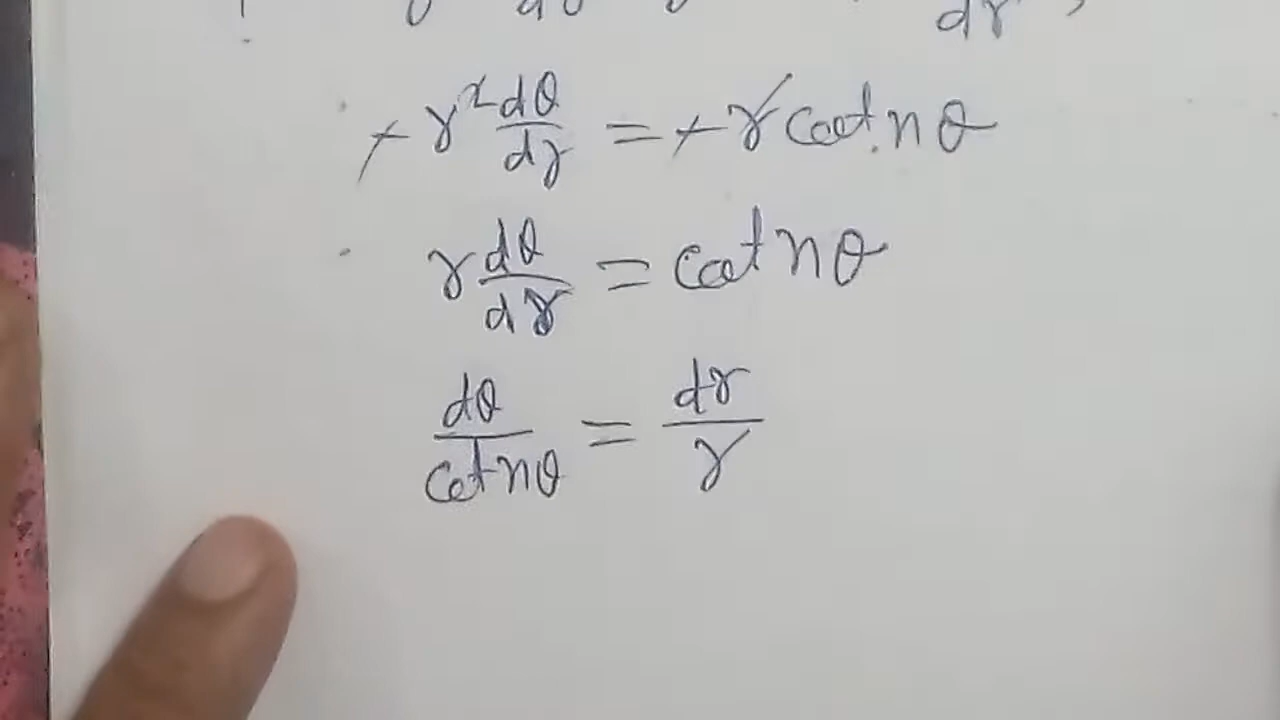 - r² dθ/dr = - r cot nθ
r dθ/dr = cot nθ
dθ/cot nθ = dr/r